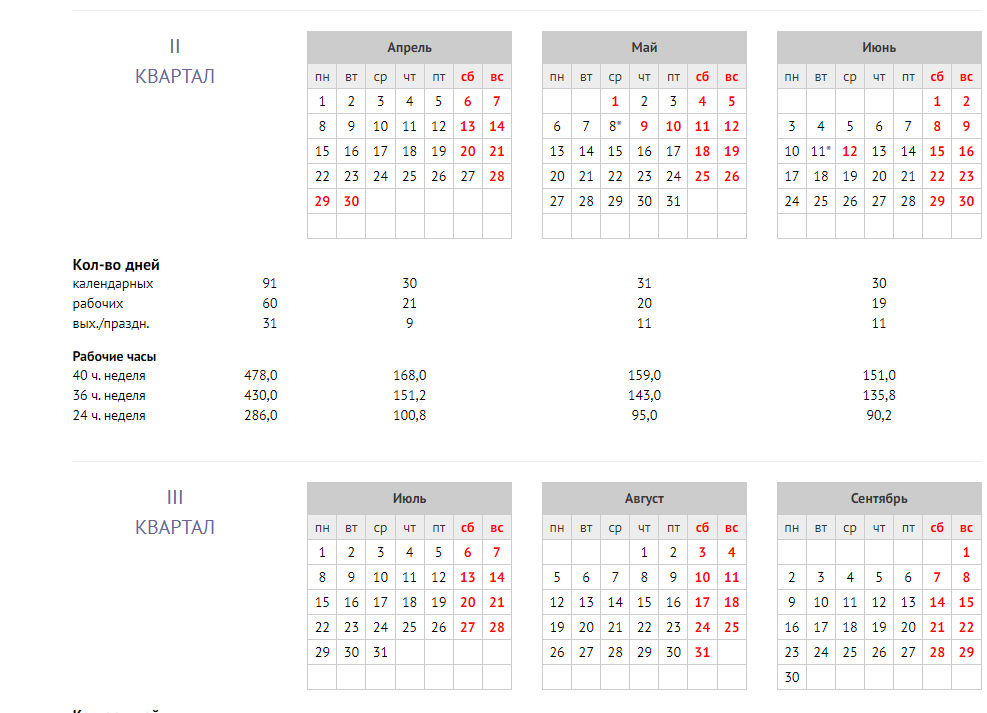 II
КВАРТАЛ
Апрель Май Июнь
пн вт ср чт пт сб вс пн вт ср чт пт сб вс пн вт ср чт пт сб вс
1 2 3 4 5 6 7 1 2 3 4 5 1 2
8 9 10 11 12 13 14 6 7 8* 9 10 11 12 3 4 5 6 7 8 9
15 16 17 18 19 20 21 13 14 15 16 17 18 19 10 11* 12 13 14 15 16
22 23 24 25 26 27 28 20 21 22 23 24 25 26 17 18 19 20 21 22 23
29 30 27 28 29 30 31 24 25 26 27 28 29 30
Кол-во дней
календарных 91 30 31 30
рабочих 60 21 20 19
вых./праздн. 31 9 11 11
Рабочие часы
40 ч. неделя 478,0 168,0 159,0 151,0
36 ч. неделя 430,0 151,2 143,0 135,8
24 ч. неделя 286,0 100,8 95,0 90,2
III
КВАРТАЛ
Июль Август Сентябрь
пн вт ср чт пт сб вс пн вт ср чт пт сб вс пн вт ср чт пт сб вс
1 2 3 4 5 6 7 1 2 3 4 1
8 9 10 11 12 13 14 5 6 7 8 9 10 11 2 3 4 5 6 7 8
15 16 17 18 19 20 21 12 13 14 15 16 17 18 9 10 11 12 13 14 15
22 23 24 25 26 27 28 19 20 21 22 23 24 25 16 17 18 19 20 21 22
29 30 31 26 27 28 29 30 31 23 24 25 26 27 28 29
30